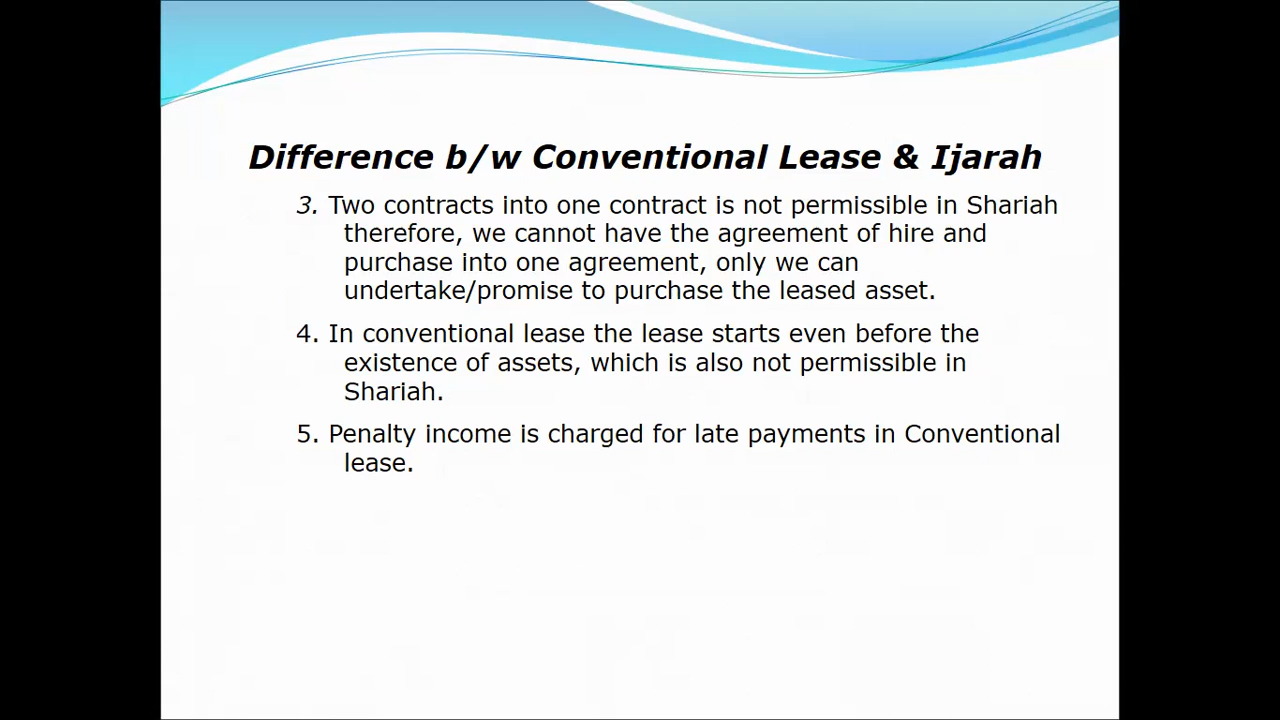 Difference b/w Conventional Lease & Ijarah
3. Two contracts into one contract is not permissible in Shariah
therefore, we cannot have the agreement of hire and
purchase into one agreement, only we can
undertake/promise to purchase the leased asset.
4. In conventional lease the lease starts even before the
existence of assets, which is also not permissible in
Shariah.
5. Penalty income is charged for late payments in Conventional
lease.